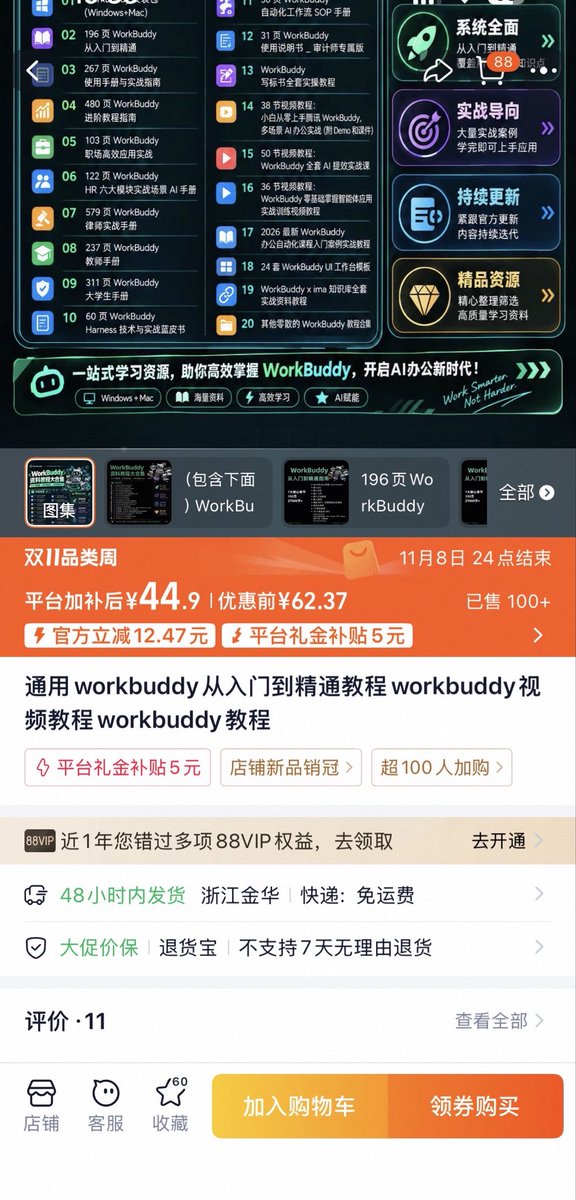 (Windows+Mac)
02 196 页 WorkBuddy
从入门到精通
03 267 页 WorkBuddy
使用手册与实战指南
04 480 页 WorkBuddy
进阶教程指南
05 103 页 WorkBuddy
职场高效应用实战
06 122 页 WorkBuddy
HR 六大模块实战场景 AI 手册
07 579 页 WorkBuddy
律师实战手册
08 237 页 WorkBuddy
教师手册
09 311 页 WorkBuddy
大学生手册
10 60 页 WorkBuddy
Harness 技术与实战蓝皮书
自动化工作流 SOP 手册
12 31 页 WorkBuddy
使用说明书 _ 审计师专属版
13 WorkBuddy
写标书全套实操教程
14 38 节视频教程:
小白从零上手腾讯 WorkBuddy,
多场景 AI 办公实战 (附 Demo 和课件)
15 50 节视频教程:
WorkBuddy 全套 AI 提效实战课
16 36 节视频教程:
WorkBuddy 零基础掌握智能体应用
实战训练视频教程
17 2026 最新 WorkBuddy
办公自动化课程入门案例实战教程
18 24 套 WorkBuddy UI 工作台模板
19 WorkBuddy x ima 知识库全套
实战资料教程
20 其他零散的 WorkBuddy 教程合集
系统全面
从入门到精通
88
实战导向
大量实战案例
学完即可上手应用
持续更新
紧跟官方更新
内容持续迭代
精品资源
精心整理筛选
高质量学习资料
一站式学习资源，助你高效掌握 WorkBuddy，开启AI办公新时代！
Windows + Mac 海量资料 高效学习 AI赋能
Work Smarter.
Not Harder.
WorkBuddy
资料教程大合集
图集
WorkBuddy
资料教程大合集
(包含下面
) WorkBu
WorkBuddy
从入门到精通指南
196 页 Wo
rkBuddy
全部
双11品类周
11月8日 24点结束
平台加补后¥44.9 优惠前¥62.37
已售 100+
官方立减12.47元 平台礼金补贴5元
通用 workbuddy 从入门到精通教程 workbuddy 视
频教程 workbuddy 教程
平台礼金补贴5元 店铺新品销冠 超100人加购
88VIP 近1年您错过多项88VIP权益，去领取 去开通
48小时内发货 浙江金华 快递：免运费
大促价保 退货宝 不支持7天无理由退货
评价 · 11
查看全部
店铺 客服 收藏 60
加入购物车 领券购买